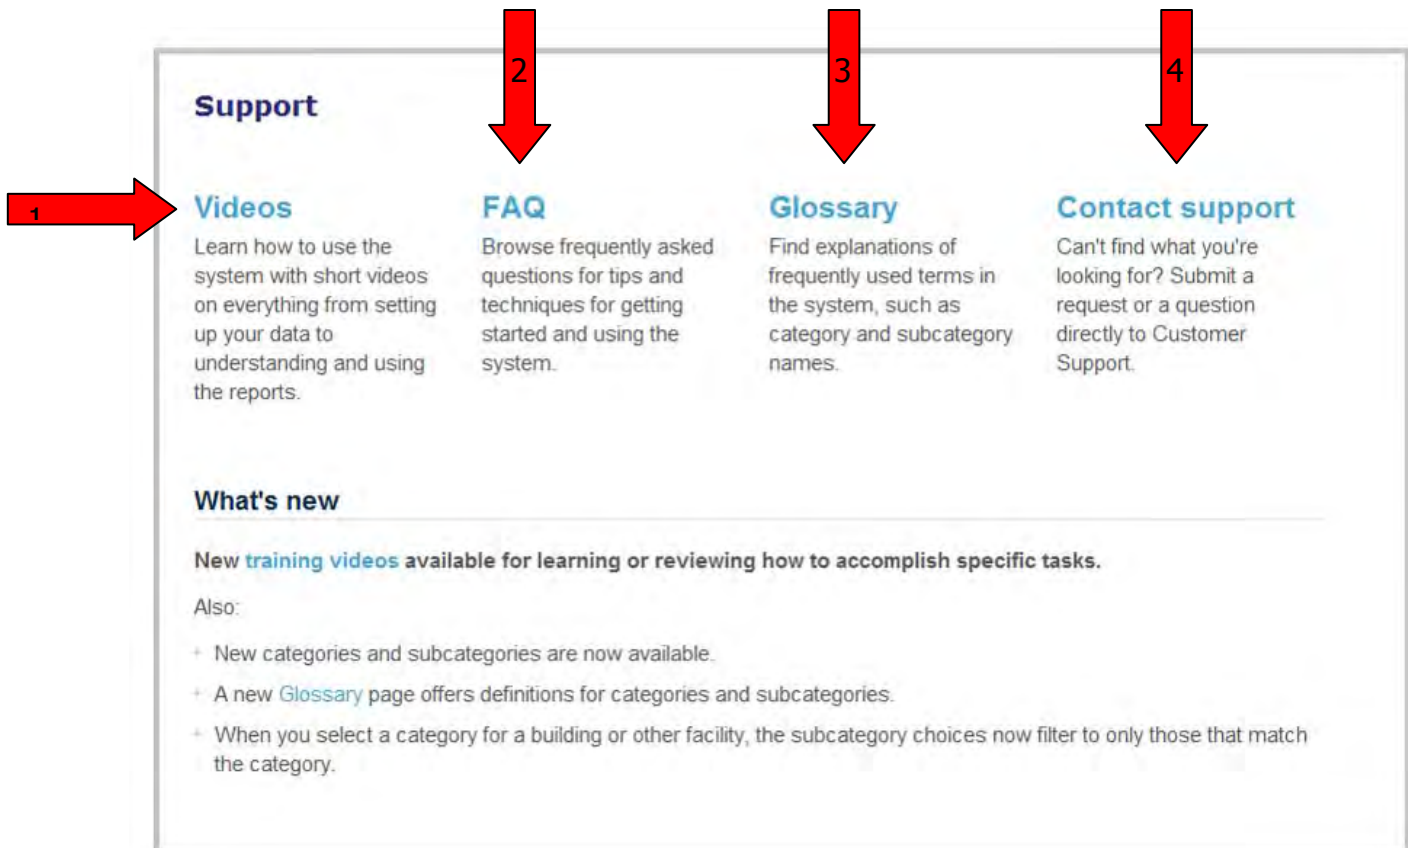 2
3
4
Support
1
Videos
Learn how to use the
system with short videos
on everything from setting
up your data to
understanding and using
the reports.
FAQ
Browse frequently asked
questions for tips and
techniques for getting
started and using the
system.
Glossary
Find explanations of
frequently used terms in
the system, such as
category and subcategory
names.
Contact support
Can't find what you're
looking for? Submit a
request or a question
directly to Customer
Support.
What's new
New training videos available for learning or reviewing how to accomplish specific tasks.
Also:
New categories and subcategories are now available.
A new Glossary page offers definitions for categories and subcategories.
When you select a category for a building or other facility, the subcategory choices now filter to only those that match
the category.